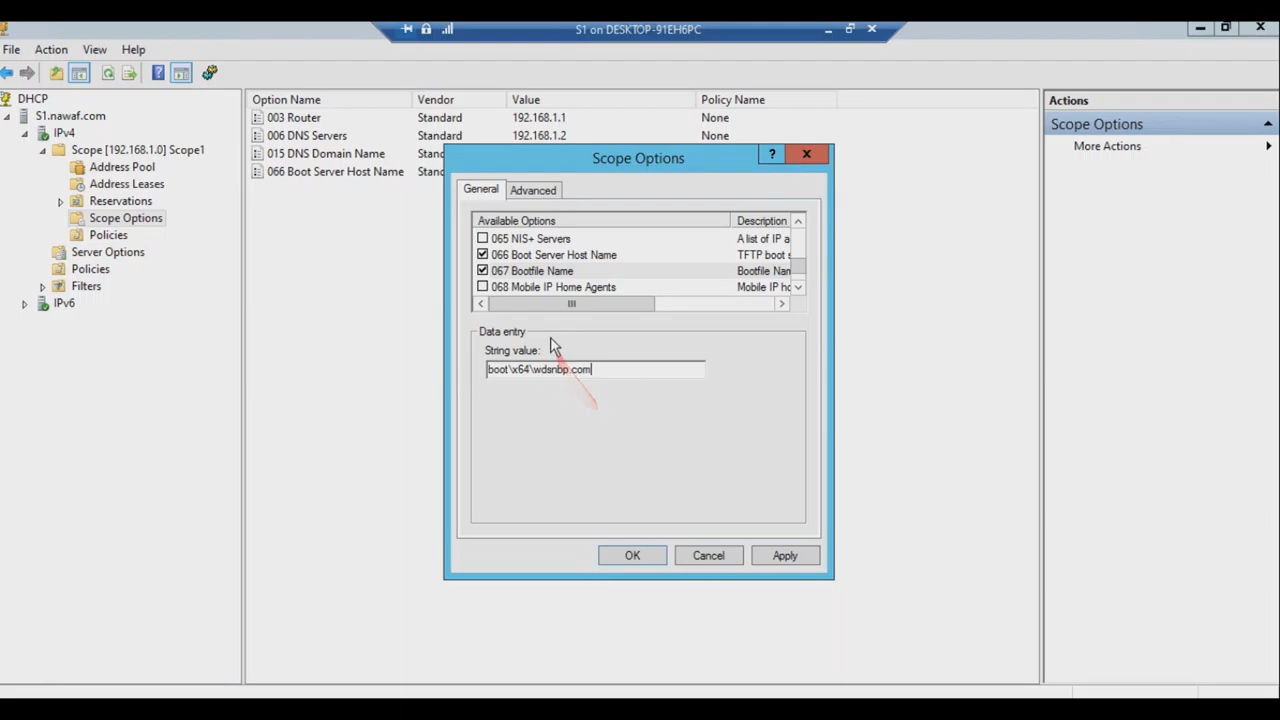 S1 on DESKTOP-91EH6PC
File Action View Help
DHCP
S1.nawaf.com
IPv4
Scope [192.168.1.0] Scope1
Address Pool
Address Leases
Reservations
Scope Options
Policies
Server Options
Policies
Filters
IPv6
Option Name Vendor Value Policy Name
003 Router Standard 192.168.1.1 None
006 DNS Servers Standard 192.168.1.2 None
015 DNS Domain Name Stand
066 Boot Server Host Name Stand
Scope Options
General Advanced
Available Options Description
065 NIS+ Servers A list of IP a
066 Boot Server Host Name TFTP boot s
067 Bootfile Name Bootfile Nam
068 Mobile IP Home Agents Mobile IP ho
Data entry
String value:
boot\x64\wdsnbp.com
OK Cancel Apply
Actions
Scope Options
More Actions